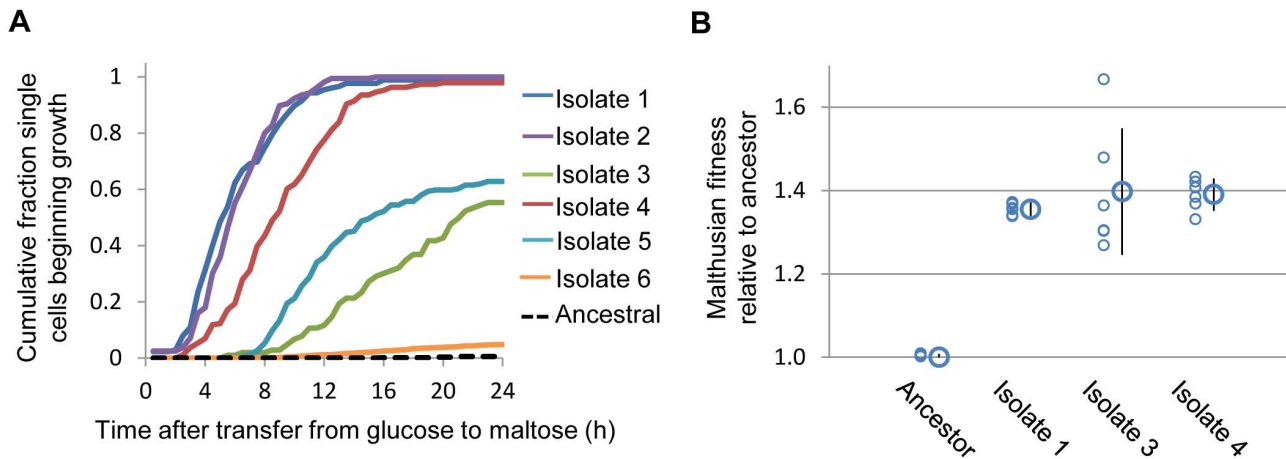 A
Cumulative fraction single
cells beginning growth
1
0.8
0.6
0.4
0.2
0
0
4
8
12
16
20
24
Time after transfer from glucose to maltose (h)
Isolate 1
Isolate 2
Isolate 3
Isolate 4
Isolate 5
Isolate 6
Ancestral
B
Malthusian fitness
relative to ancestor
1.6
1.4
1.2
1.0
Ancestor
Isolate 1
Isolate 3
Isolate 4